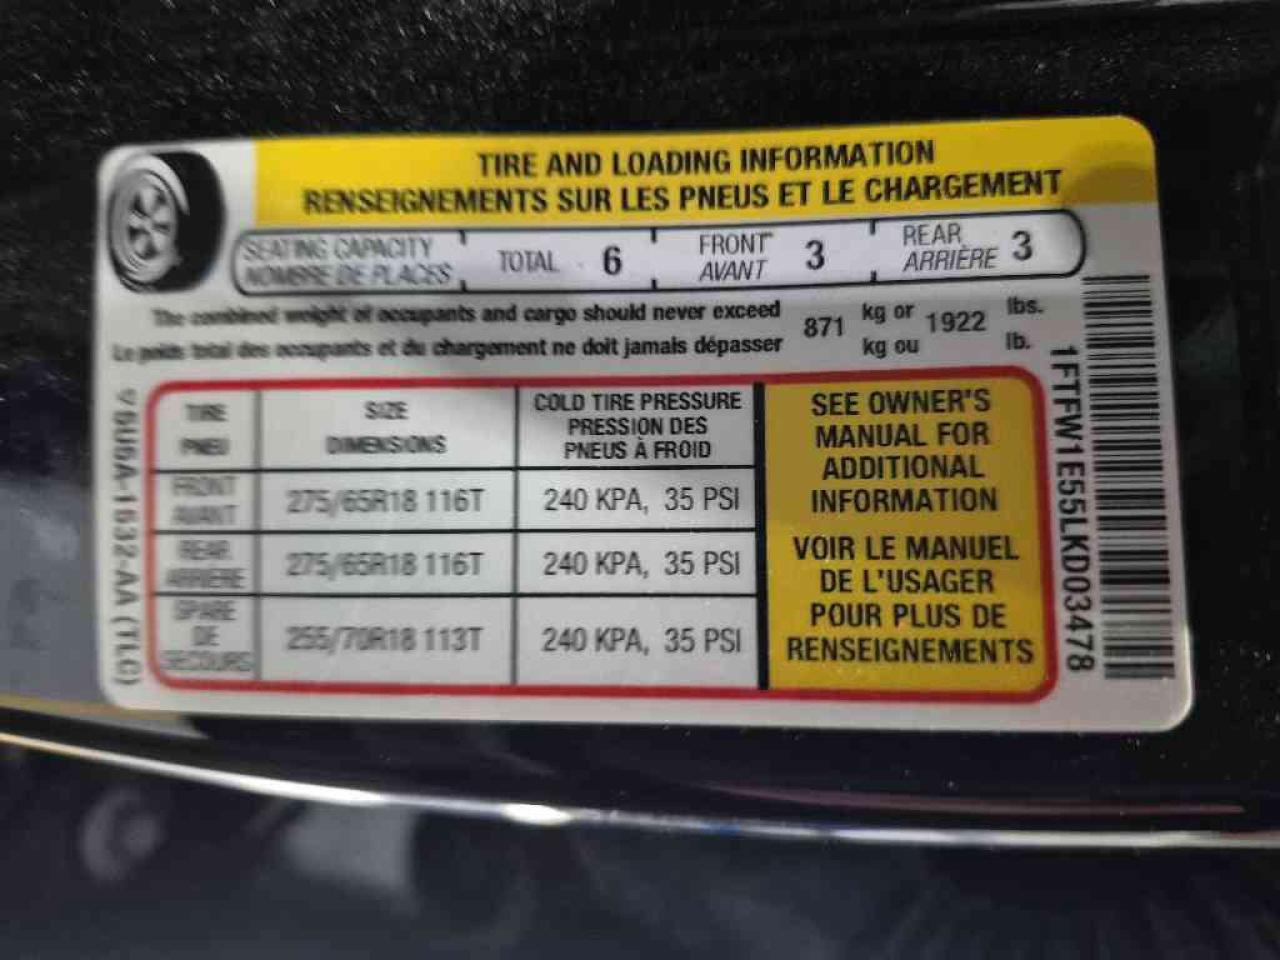 TIRE AND LOADING INFORMATION
RENSEIGNEMENTS SUR LES PNEUS ET LE CHARGEMENT
SEATING CAPACITY TOTAL 6 FRONT 3 REAR 3
NOMBRE DE PLACES AVANT ARRIÈRE
The combined weight of occupants and cargo should never exceed 871 kg or 1922 lbs.
Le poids total des occupants et du chargement ne doit jamais dépasser kg ou lb.
TIRE SIZE COLD TIRE PRESSURE
PNEU DIMENSIONS PRESSION DES
PNEUS À FROID
FRONT 275/65R18 116T 240 KPA, 35 PSI
AVANT
REAR 275/65R18 116T 240 KPA, 35 PSI
ARRIERE
SPARE
DE 255/70R18 113T 240 KPA, 35 PSI
SECOURS
SEE OWNER'S
MANUAL FOR
ADDITIONAL
INFORMATION
VOIR LE MANUEL
DE L'USAGER
POUR PLUS DE
RENSEIGNEMENTS
1FTFW1E55LKD03478
(TLC)